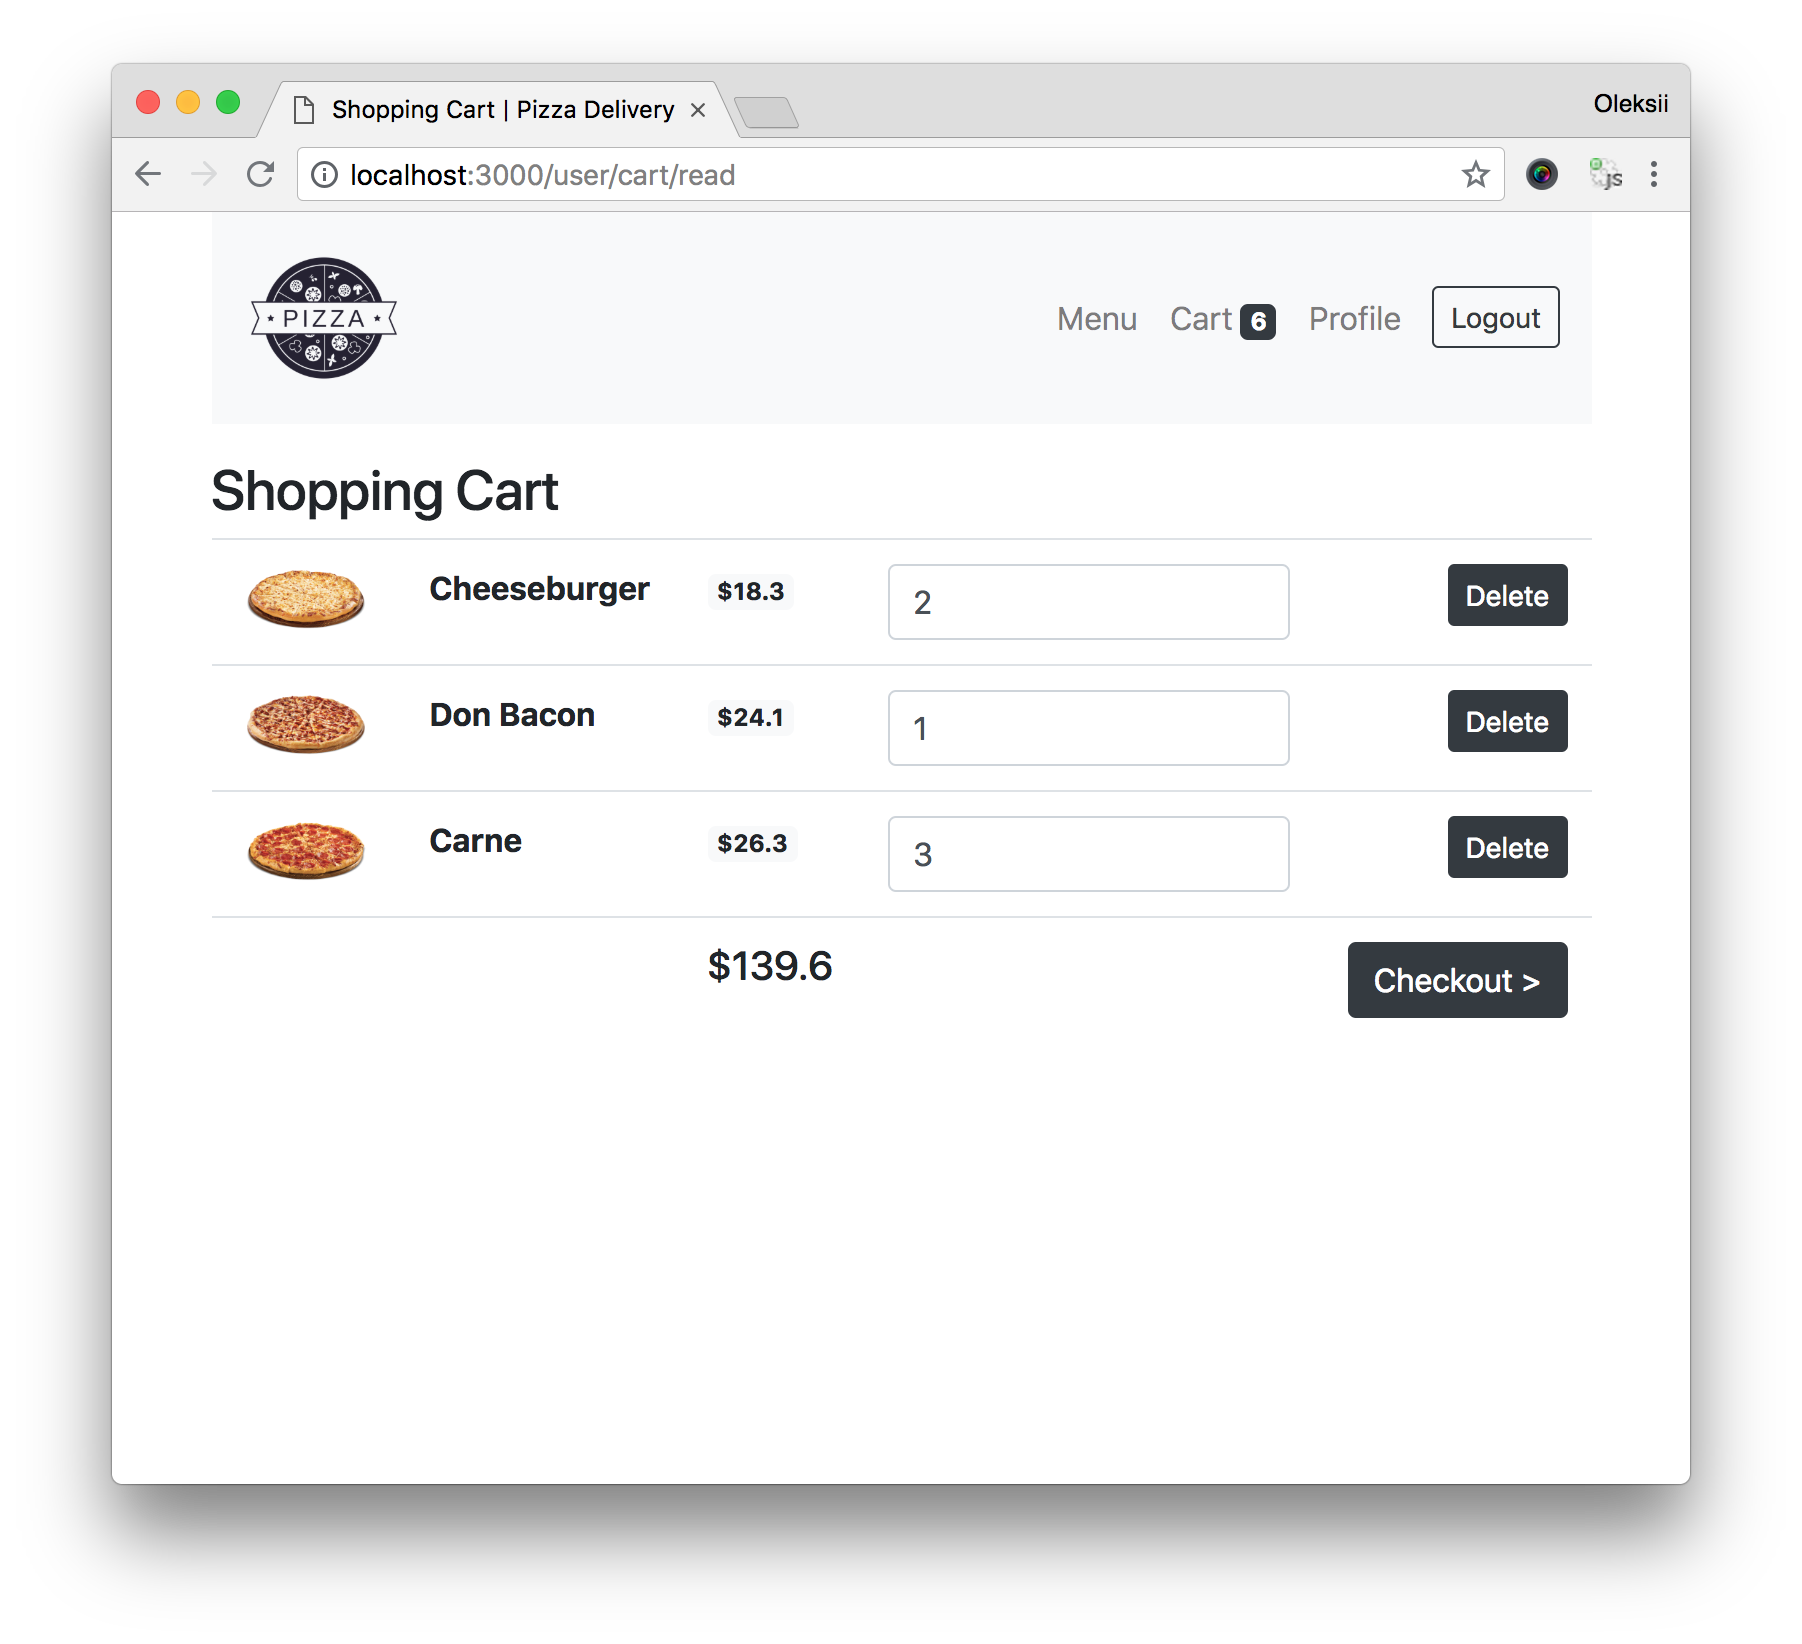 Shopping Cart | Pizza Delivery
Oleksii
localhost:3000/user/cart/read
js
PIZZA
Menu Cart 6 Profile Logout
Shopping Cart
Cheeseburger $18.3 2 Delete
Don Bacon $24.1 1 Delete
Carne $26.3 3 Delete
$139.6 Checkout >